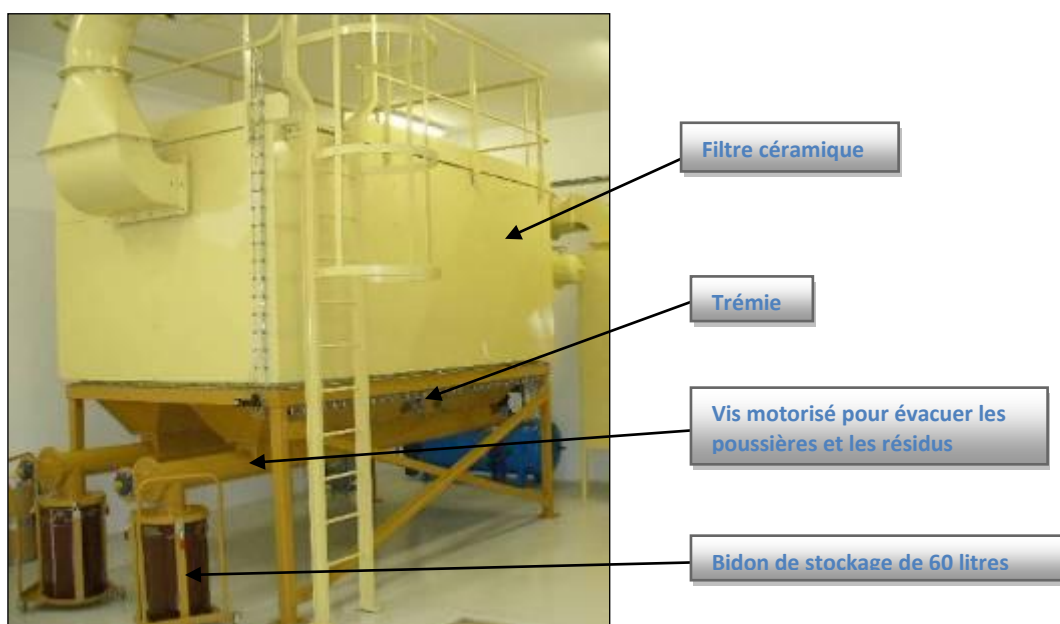 Filtre céramique
Trémie
Vis motorisé pour évacuer les
poussières et les résidus
Bidon de stockage de 60 litres